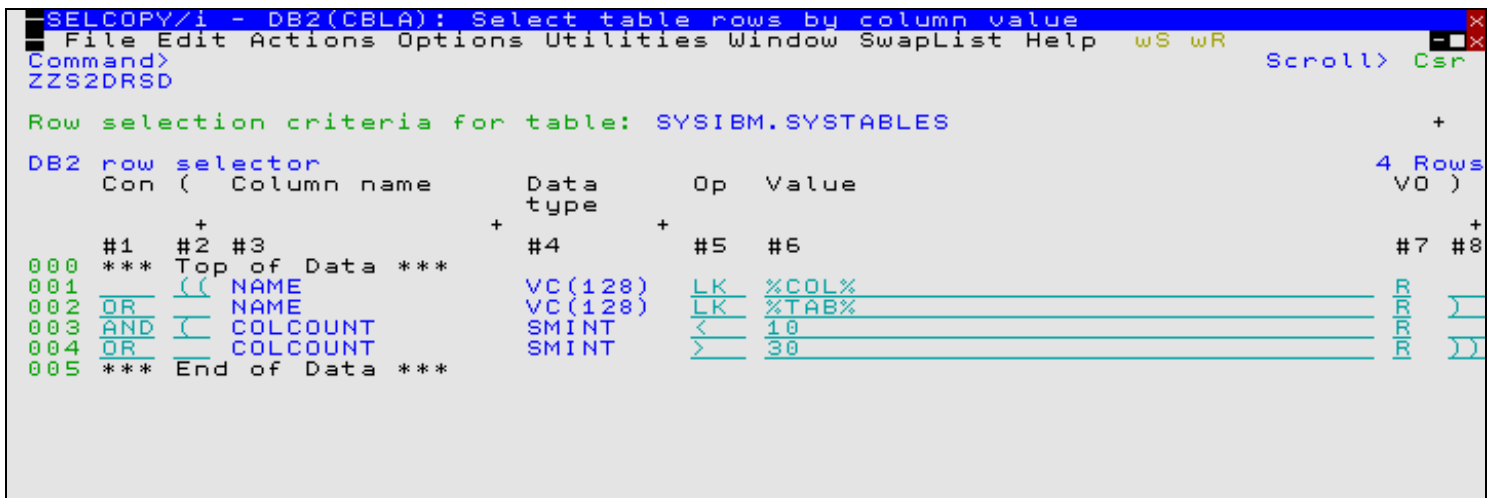 SELCOPY/i - DB2(CBLA): Select table rows by column value
File Edit Actions Options Utilities Window SwapList Help wS wR
Command> Scroll> Csr
ZZS2DRSD
Row selection criteria for table: SYSIBM.SYSTABLES +
DB2 row selector 4 Rows
Con ( Column name Data Op Value VO )
type
+ + + +
#1 #2 #3 #4 #5 #6 #7 #8
000 *** Top of Data ***
001 (( NAME VC(128) LK %COL% R
002 OR NAME VC(128) LK %TAB% R )
003 AND ( COLCOUNT SMINT < 10 R
004 OR COLCOUNT SMINT > 30 R ))
005 *** End of Data ***